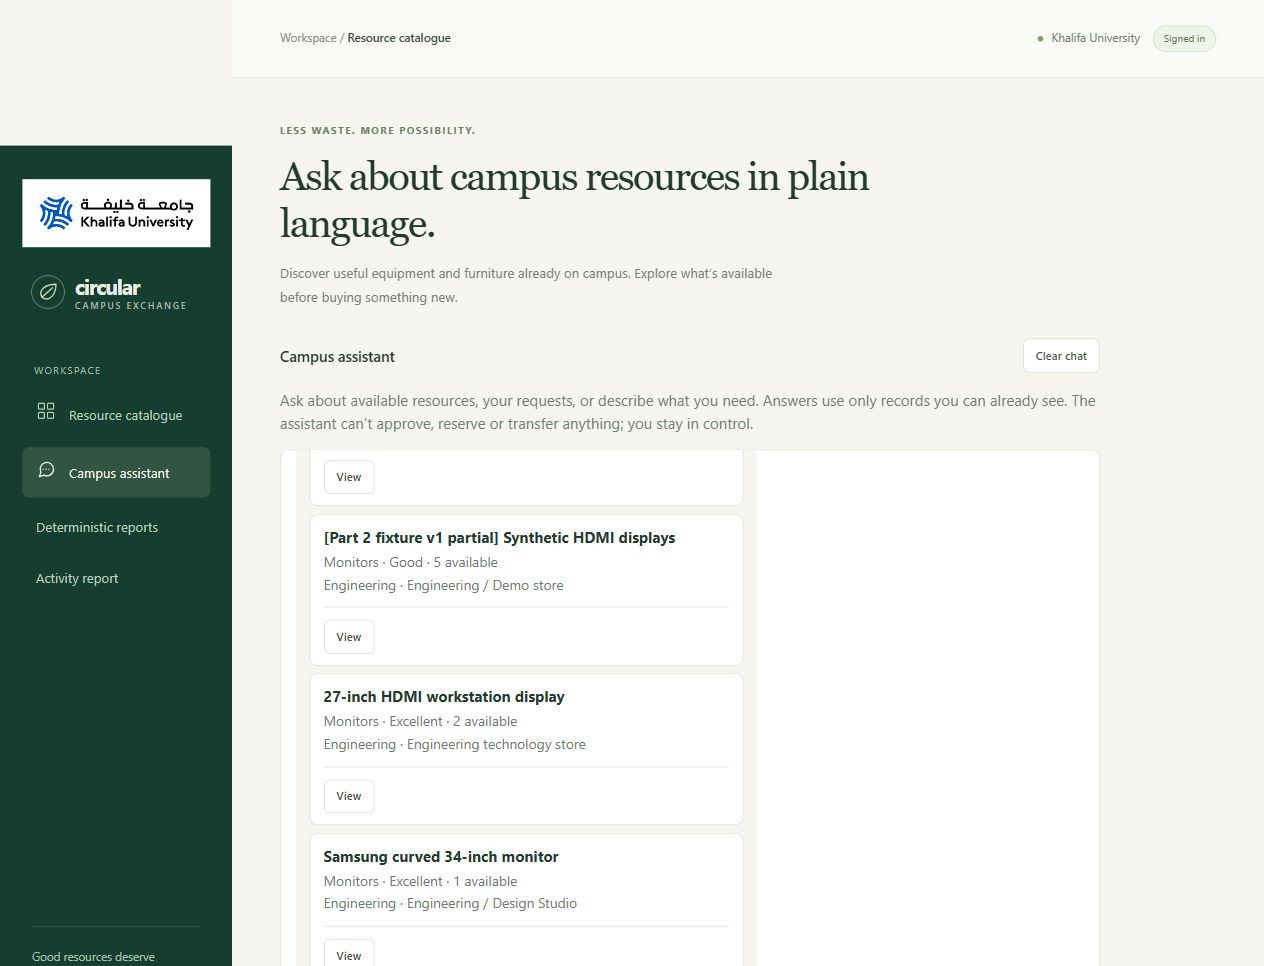 Workspace / Resource catalogue
Khalifa University
Signed in
جامعة خليفة
Khalifa University
circular
CAMPUS EXCHANGE
WORKSPACE
Resource catalogue
Campus assistant
Deterministic reports
Activity report
Good resources deserve
LESS WASTE. MORE POSSIBILITY.
Ask about campus resources in plain
language.
Discover useful equipment and furniture already on campus. Explore what's available
before buying something new.
Campus assistant
Clear chat
Ask about available resources, your requests, or describe what you need. Answers use only records you can already see. The
assistant can't approve, reserve or transfer anything; you stay in control.
View
[Part 2 fixture v1 partial] Synthetic HDMI displays
Monitors · Good · 5 available
Engineering · Engineering / Demo store
View
27-inch HDMI workstation display
Monitors · Excellent · 2 available
Engineering · Engineering technology store
View
Samsung curved 34-inch monitor
Monitors · Excellent · 1 available
Engineering · Engineering / Design Studio
View